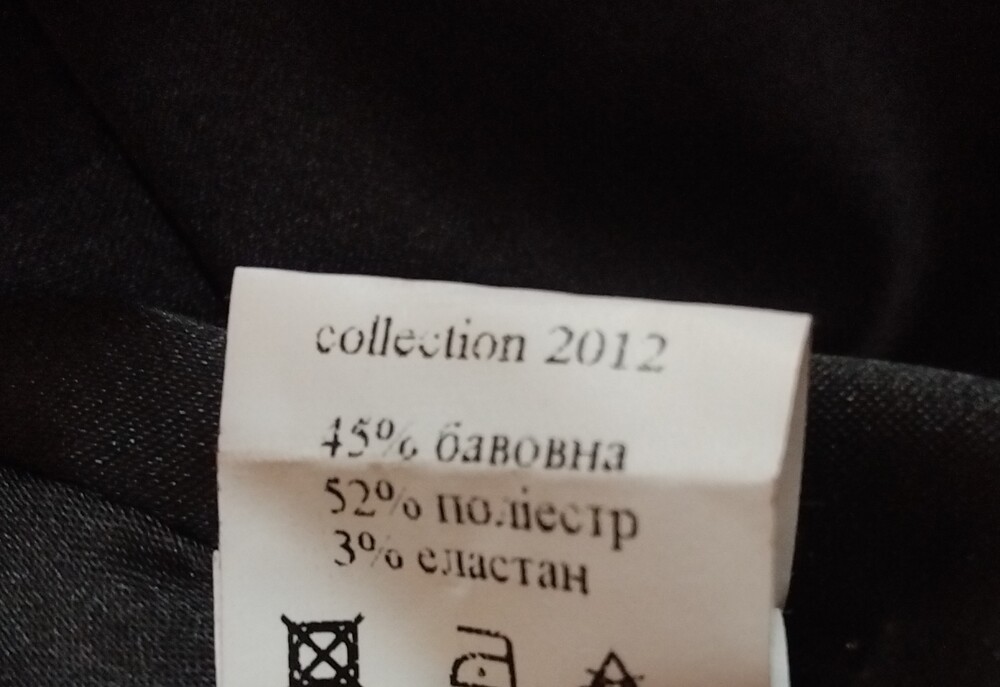 collection 2012
45% бавовна
52% поліестр
3% еластан